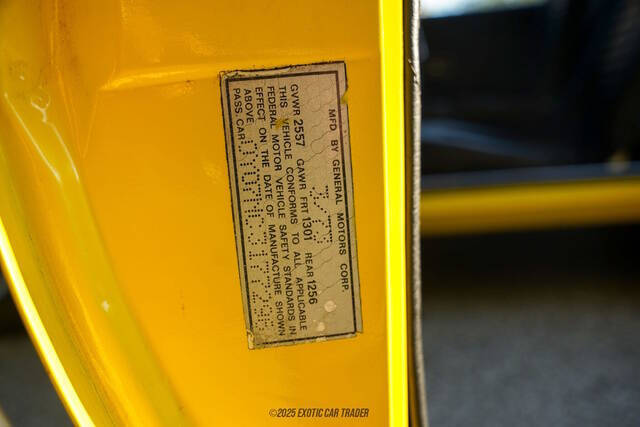 MFD. BY GENERAL MOTORS CORP.
GVWR 2557 GAWR FRT 1301 REAR 1256
THIS VEHICLE CONFORMS TO ALL APPLICABLE
FEDERAL MOTOR VEHICLE SAFETY STANDARDS IN
EFFECT ON THE DATE OF MANUFACTURE SHOWN
ABOVE
PASS. CAR
©2025 EXOTIC CAR TRADER